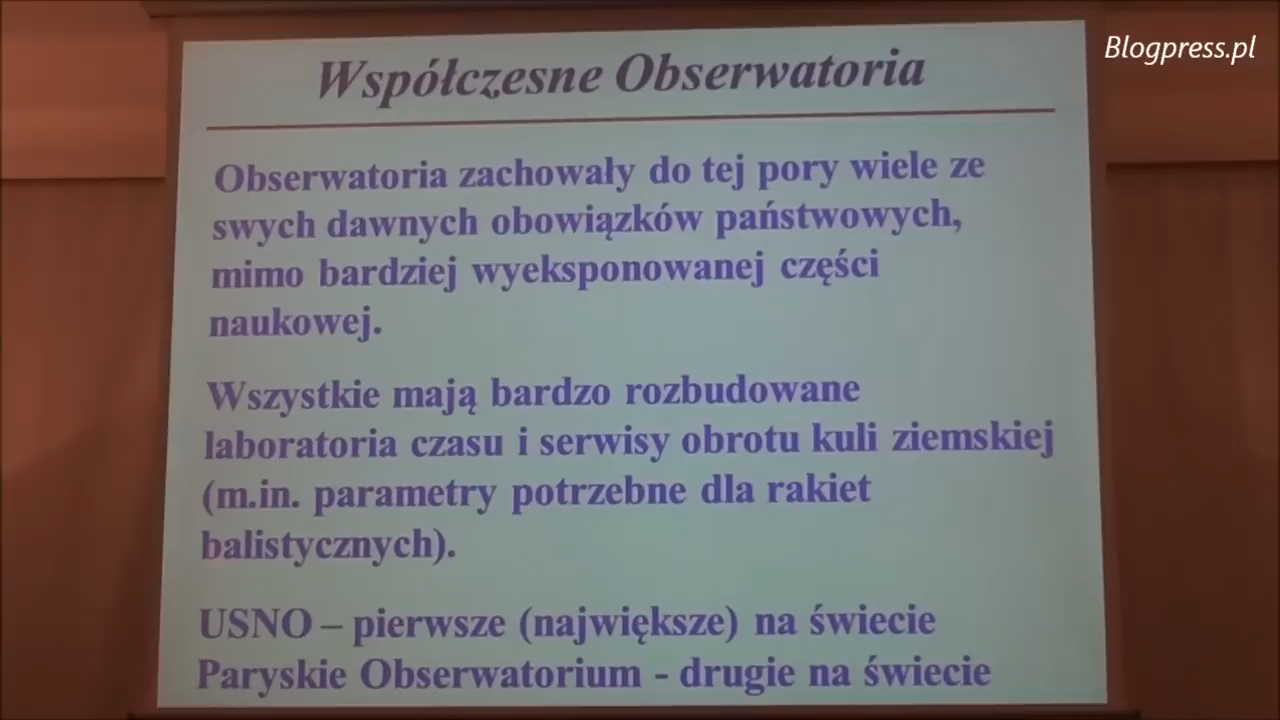 Blogpress.pl
Współczesne Obserwatoria
Obserwatoria zachowały do tej pory wiele ze
swych dawnych obowiązków państwowych,
mimo bardziej wyeksponowanej części
naukowej.
Wszystkie mają bardzo rozbudowane
laboratoria czasu i serwisy obrotu kuli ziemskiej
(m.in. parametry potrzebne dla rakiet
balistycznych).
USNO – pierwsze (największe) na świecie
Paryskie Obserwatorium - drugie na świecie